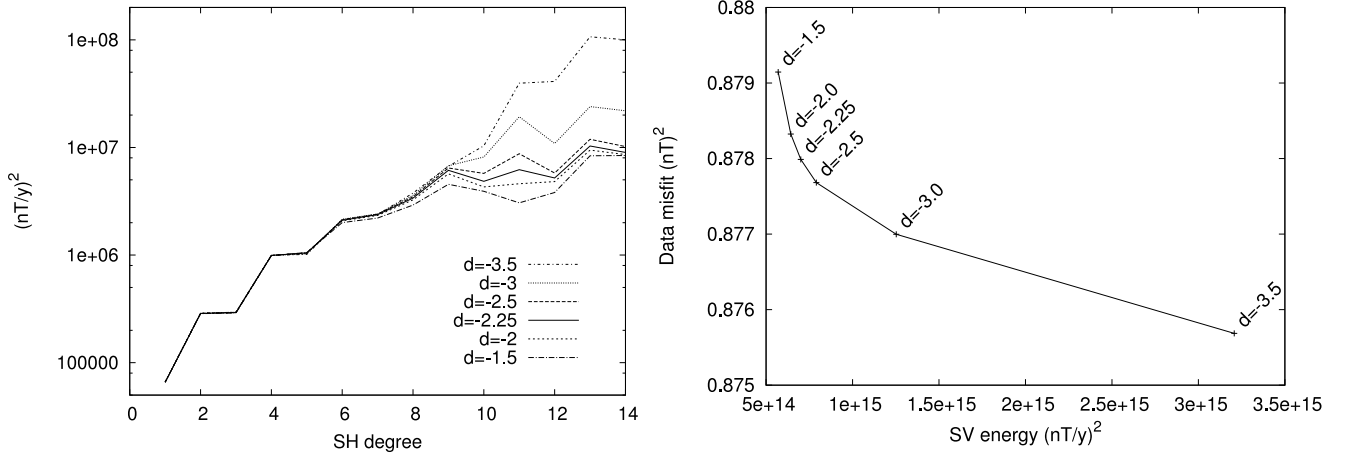 1e+08
1e+07
1e+06
100000
(nT/y)²
0 2 4 6 8 10 12 14
SH degree
d=-3.5
d=-3
d=-2.5
d=-2.25
d=-2
d=-1.5
0.88
0.879
0.878
0.877
0.876
0.875
Data misfit (nT)²
d=-1.5
d=-2.0
d=-2.25
d=-2.5
d=-3.0
d=-3.5
5e+14 1e+15 1.5e+15 2e+15 2.5e+15 3e+15 3.5e+15
SV energy (nT/y)²